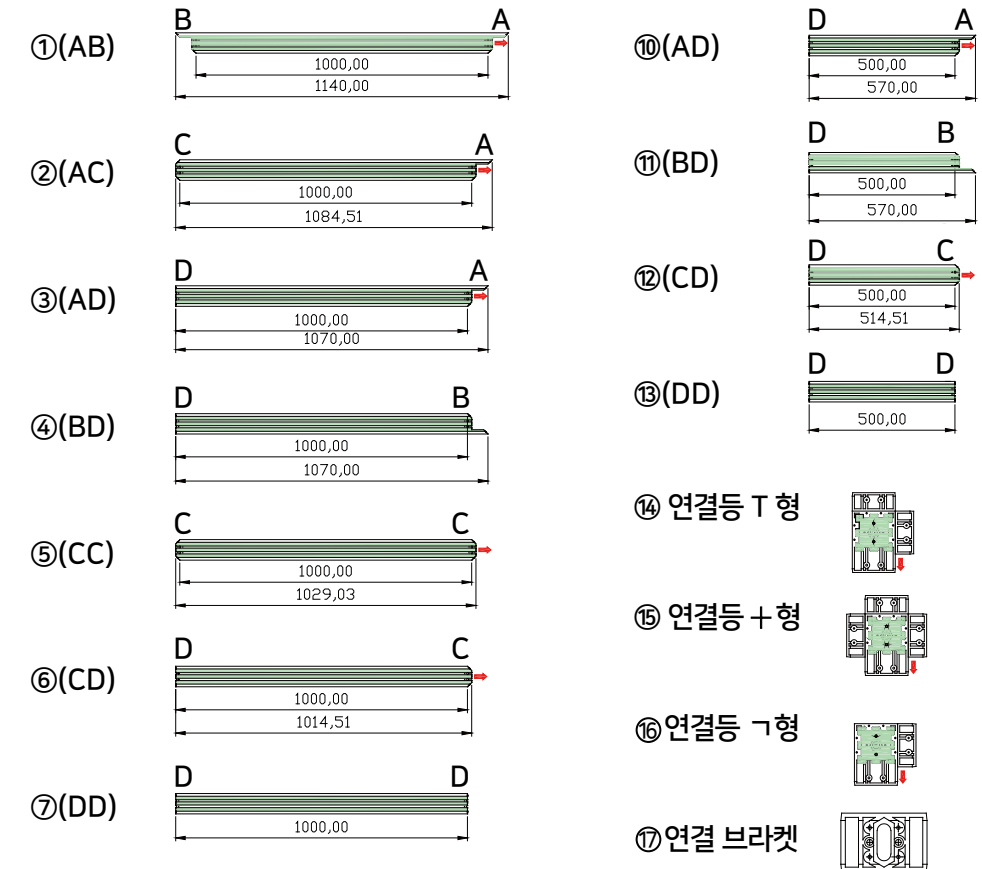 B A
①(AB)
1000,00
1140,00
C A
②(AC)
1000,00
1084,51
D A
③(AD)
1000,00
1070,00
D B
④(BD)
1000,00
1070,00
C C
⑤(CC)
1000,00
1029,03
D C
⑥(CD)
1000,00
1014,51
D D
⑦(DD)
1000,00
D A
⑩(AD)
500,00
570,00
D B
⑪(BD)
500,00
570,00
D C
⑫(CD)
500,00
514,51
D D
⑬(DD)
500,00
⑭ 연결등 T 형
⑮ 연결등 + 형
⑯연결등 ㄱ형
⑰연결 브라켓